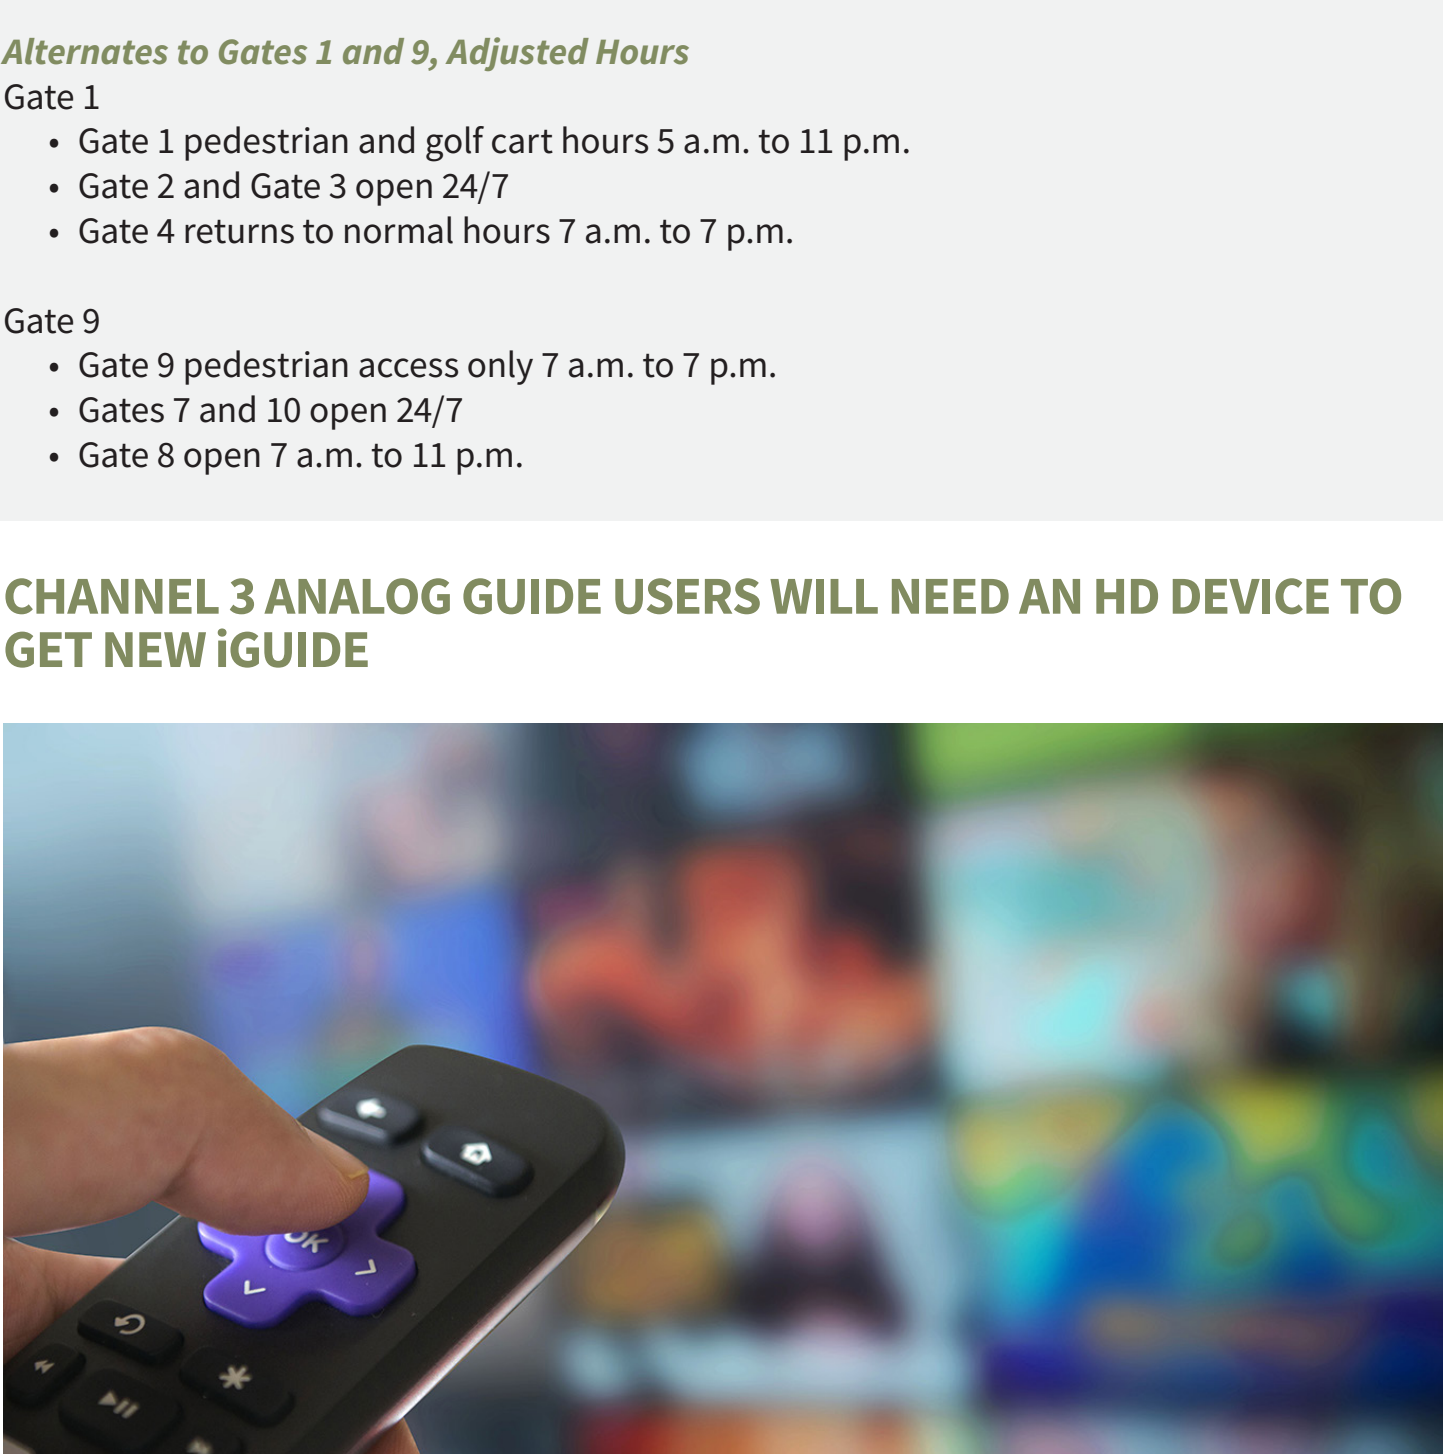 Alternates to Gates 1 and 9, Adjusted Hours
Gate 1
• Gate 1 pedestrian and golf cart hours 5 a.m. to 11 p.m.
• Gate 2 and Gate 3 open 24/7
• Gate 4 returns to normal hours 7 a.m. to 7 p.m.
Gate 9
• Gate 9 pedestrian access only 7 a.m. to 7 p.m.
• Gates 7 and 10 open 24/7
• Gate 8 open 7 a.m. to 11 p.m.
CHANNEL 3 ANALOG GUIDE USERS WILL NEED AN HD DEVICE TO
GET NEW iGUIDE
OK